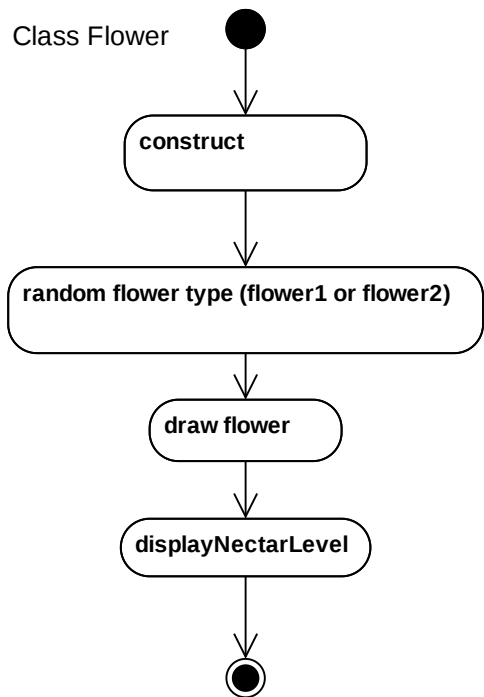 Class Flower
construct
random flower type (flower1 or flower2)
draw flower
displayNectarLevel